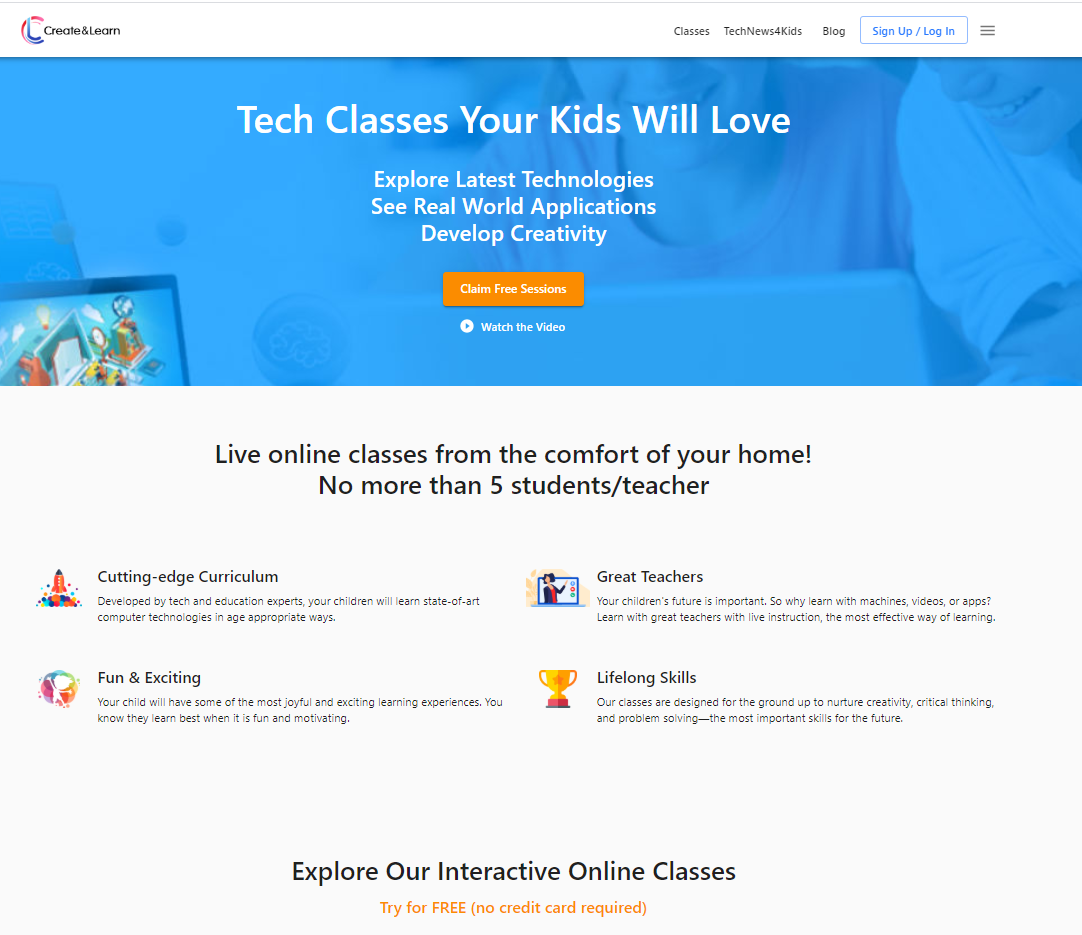 Create&Learn
Classes TechNews4Kids Blog Sign Up / Log In
Tech Classes Your Kids Will Love
Explore Latest Technologies
See Real World Applications
Develop Creativity
Claim Free Sessions
Watch the Video
Live online classes from the comfort of your home!
No more than 5 students/teacher
Cutting-edge Curriculum
Developed by tech and education experts, your children will learn state-of-art
computer technologies in age appropriate ways.
Great Teachers
Your children's future is important. So why learn with machines, videos, or apps?
Learn with great teachers with live instruction, the most effective way of learning.
Fun & Exciting
Your child will have some of the most joyful and exciting learning experiences. You
know they learn best when it is fun and motivating.
Lifelong Skills
Our classes are designed for the ground up to nurture creativity, critical thinking,
and problem solving—the most important skills for the future.
Explore Our Interactive Online Classes
Try for FREE (no credit card required)